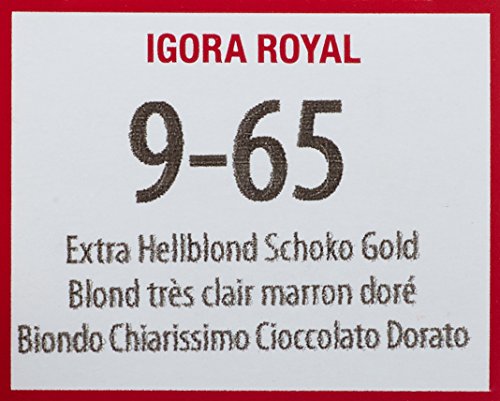 IGORA ROYAL
9-65
Extra Hellblond Schoko Gold
Blond très clair marron doré
Biondo Chiarissimo Cioccolato Dorato